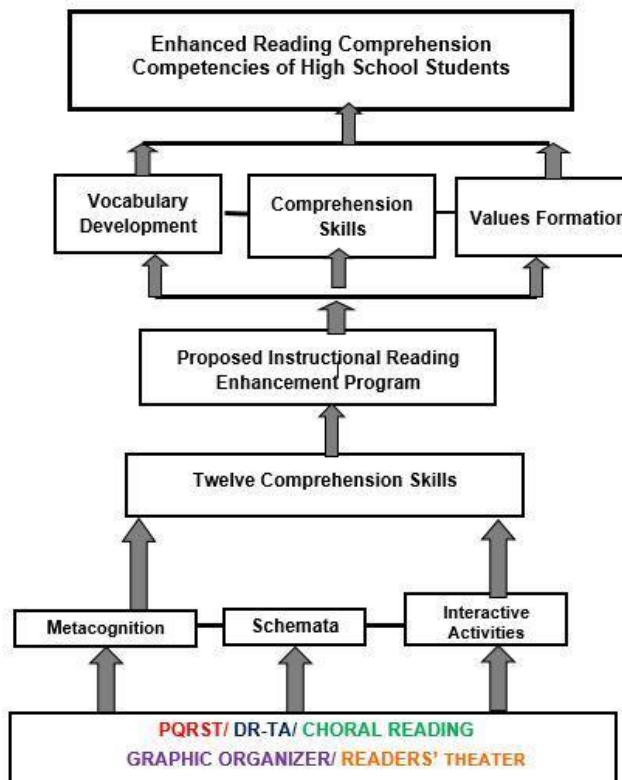 Enhanced Reading Comprehension
Competencies of High School Students
Vocabulary
Development
Comprehension
Skills
Values Formation
Proposed Instructional Reading
Enhancement Program
Twelve Comprehension Skills
Metacognition
Schemata
Interactive
Activities
PQRST/ DR-TA/ CHORAL READING
GRAPHIC ORGANIZER/ READERS’ THEATER